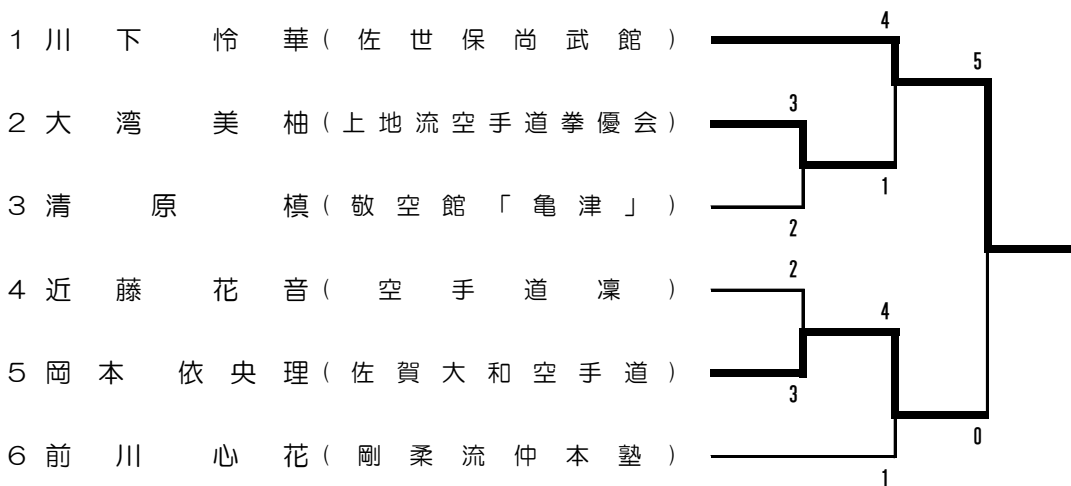 4
1 川下 怜華 (佐世保尚武館)
5
3
2 大湾 美柚 (上地流空手道拳優会)
1
3 清原 槙 (敬空館「亀津」)
2
2
4 近藤 花音 (空手道凜)
4
5 岡本 依央理 (佐賀大和空手道)
3
0
6 前川 心花 (剛柔流仲本塾)
1